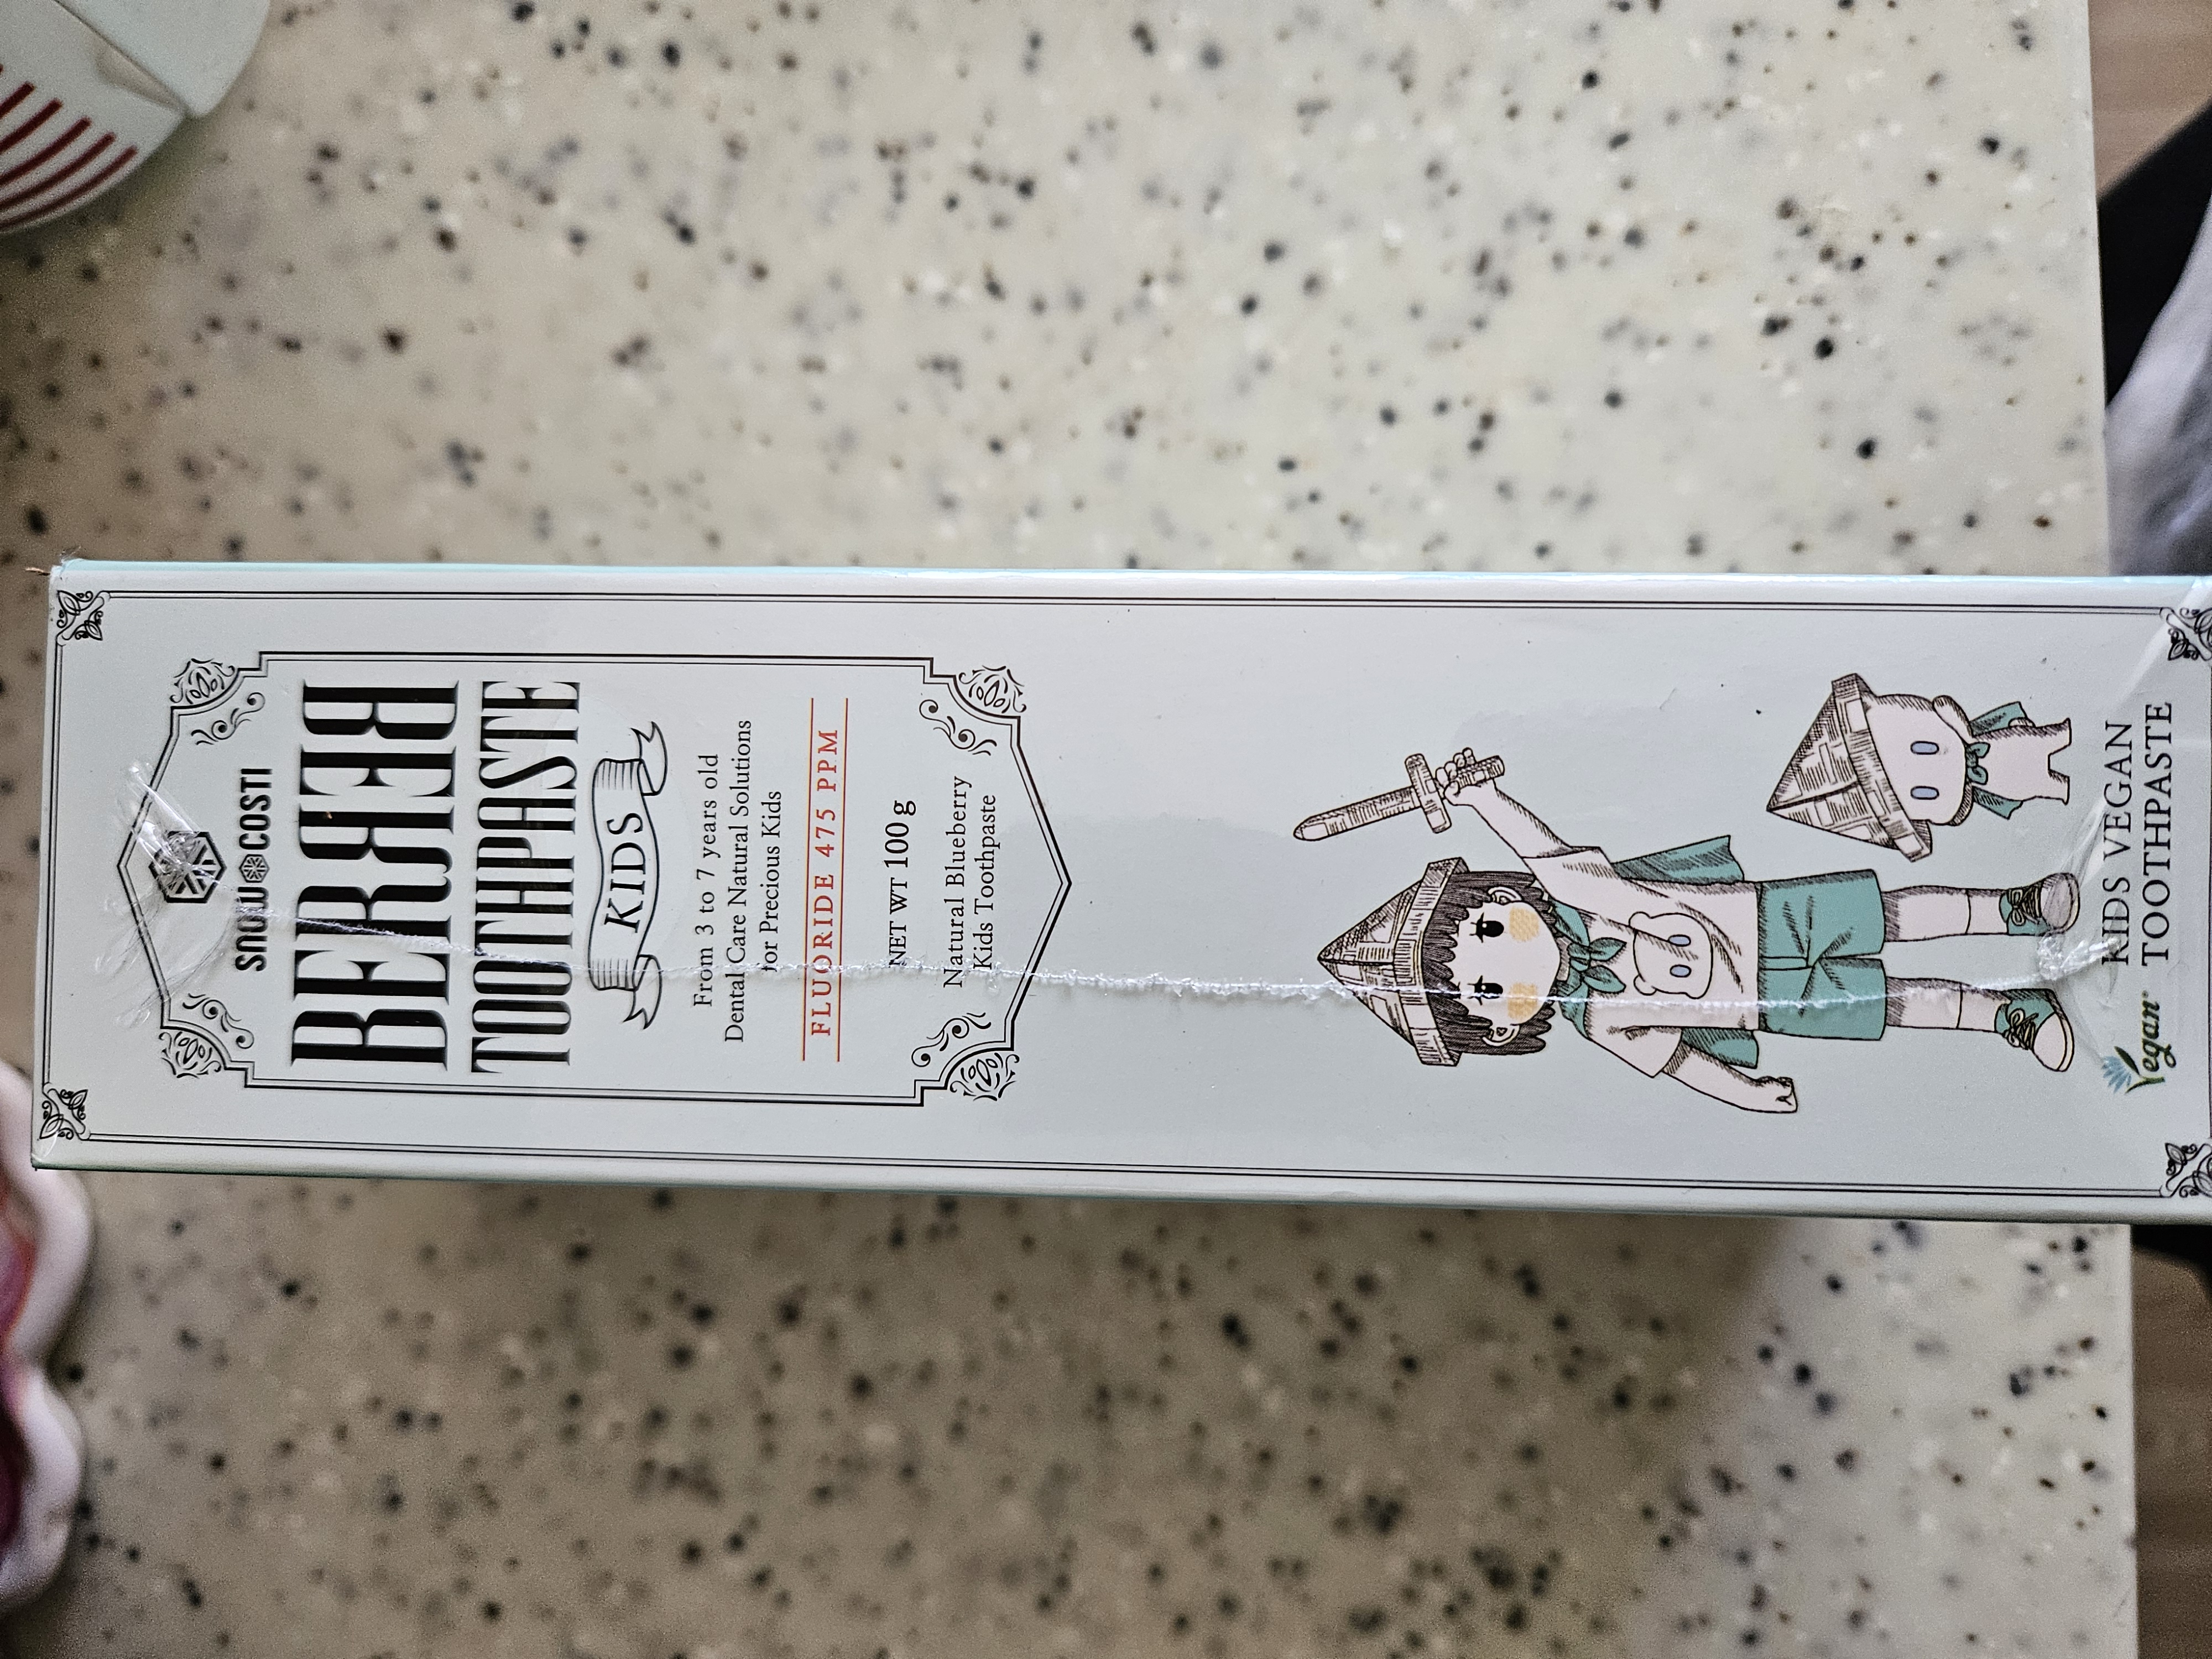 SNOW COSTI
BERREB
TOOTHPASTE
KIDS
From 3 to 7 years old
Dental Care Natural Solutions
for Precious Kids
FLUORIDE 475 PPM
NET WT 100 g
Natural Blueberry
Kids Toothpaste
Vegan
KIDS VEGAN
TOOTHPASTE